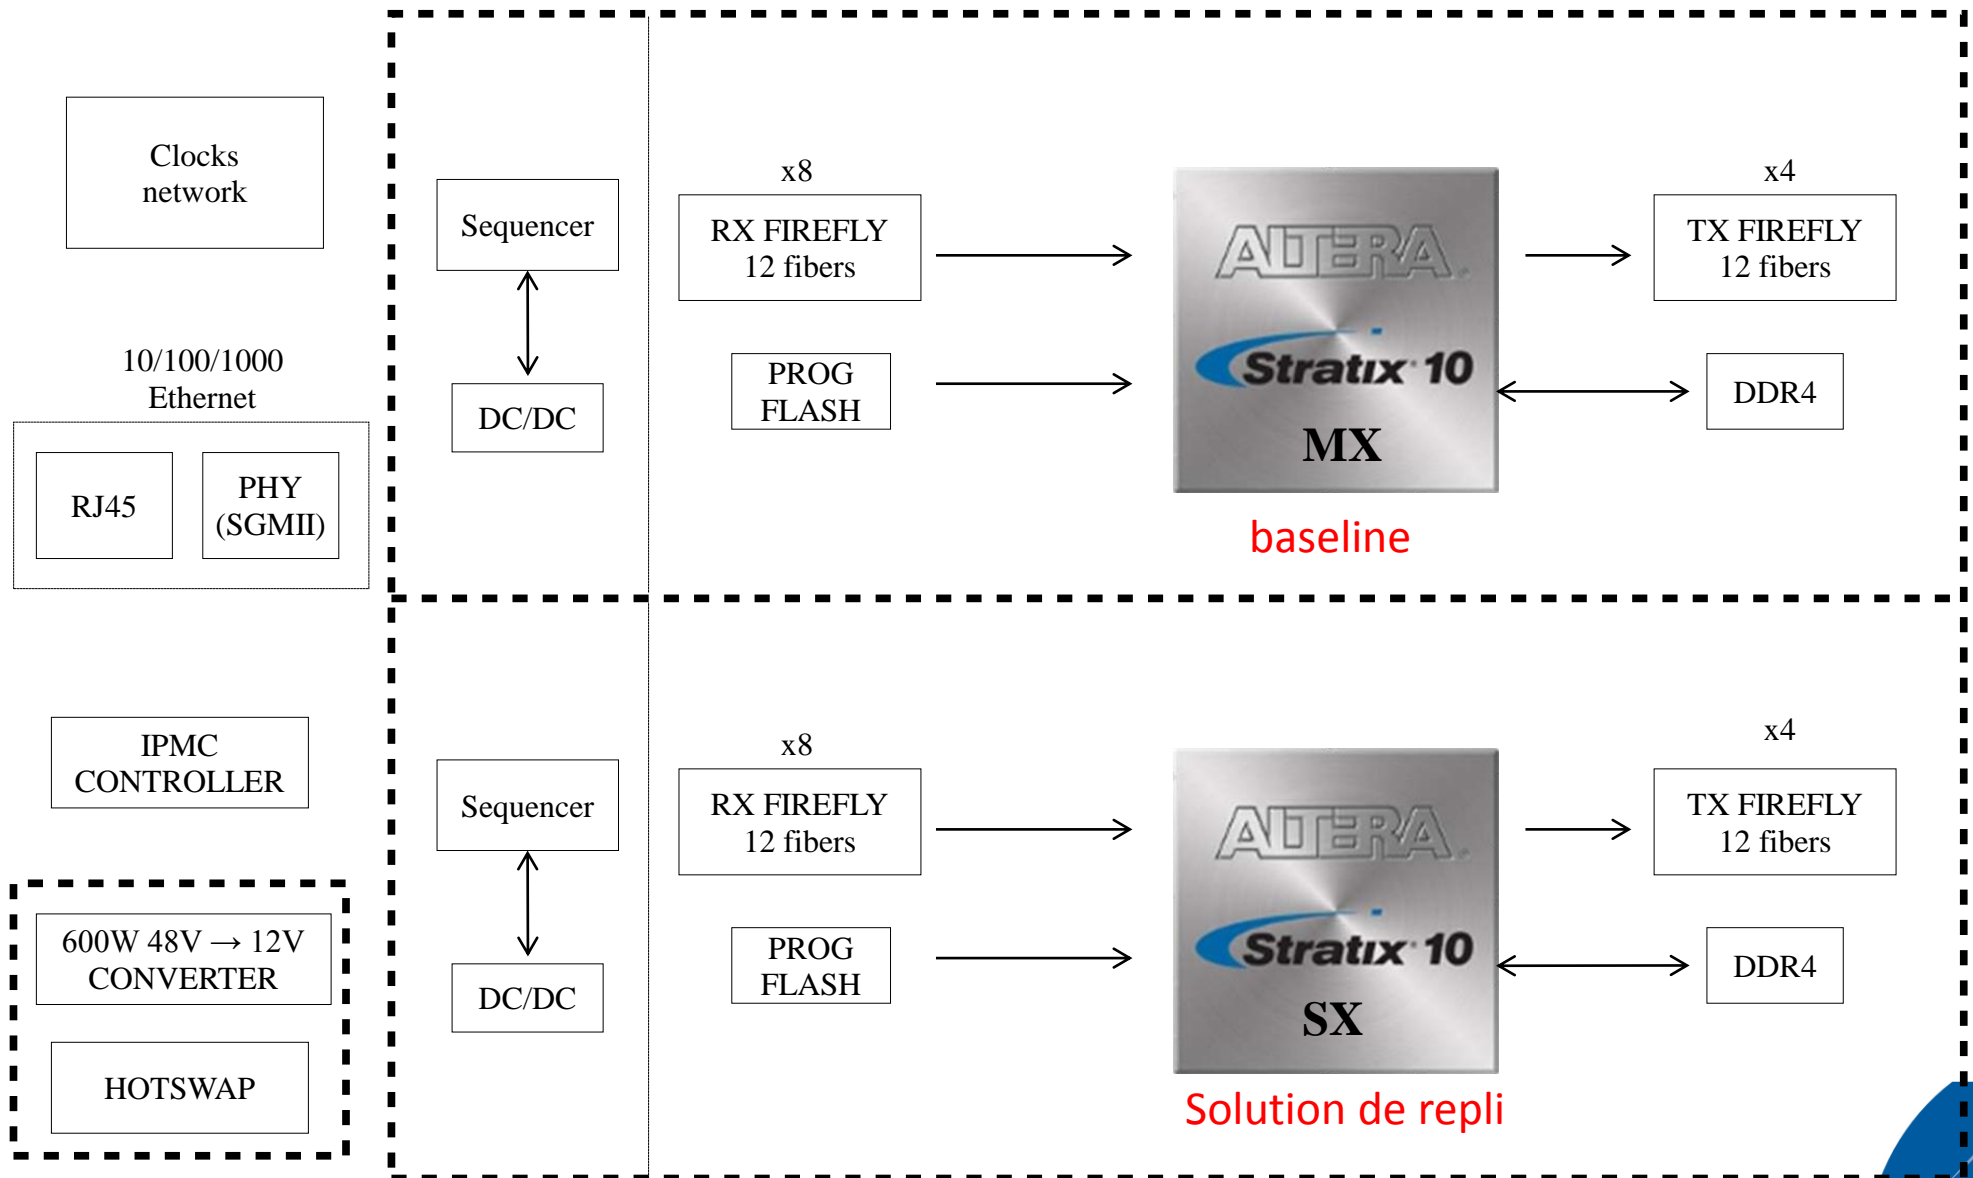 Clocks
network
10/100/1000
Ethernet
RJ45
PHY
(SGMII)
IPMC
CONTROLLER
600W 48V → 12V
CONVERTER
HOTSWAP
Sequencer
DC/DC
x8
RX FIREFLY
12 fibers
PROG
FLASH
ALTERA
Stratix 10
MX
baseline
x4
TX FIREFLY
12 fibers
DDR4
Sequencer
DC/DC
x8
RX FIREFLY
12 fibers
PROG
FLASH
ALTERA
Stratix 10
SX
Solution de repli
x4
TX FIREFLY
12 fibers
DDR4